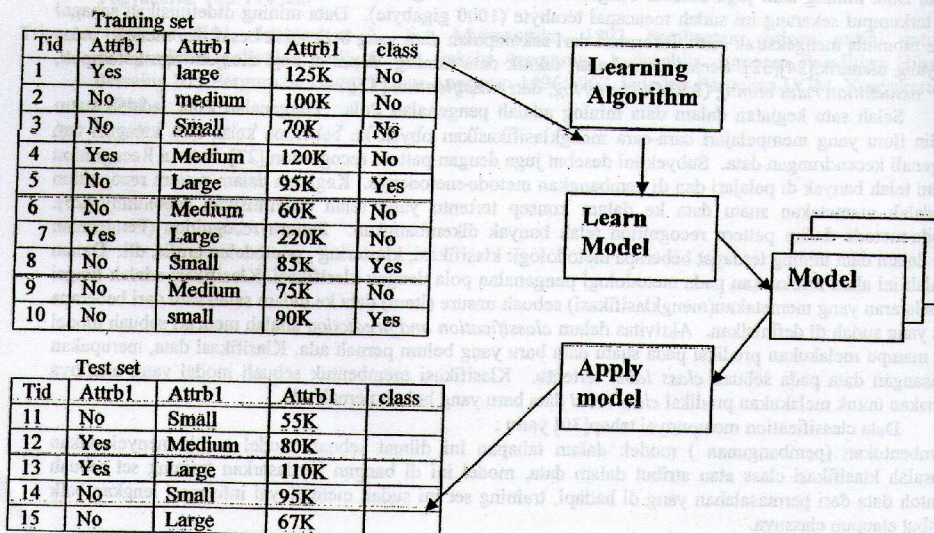 Training set
Tid Attrb1 Attrb1 Attrb1 class
1 Yes large 125K No
2 No medium 100K No
3 No Small 70K No
4 Yes Medium 120K No
5 No Large 95K Yes
6 No Medium 60K No
7 Yes Large 220K No
8 No Small 85K Yes
9 No Medium 75K No
10 No small 90K Yes
Test set
Tid Attrb1 Attrb1 Attrb1 class
11 No Small 55K
12 Yes Medium 80K
13 Yes Large 110K
14 No Small 95K
15 No Large 67K
Learning
Algorithm
Learn
Model
Model
Apply
model